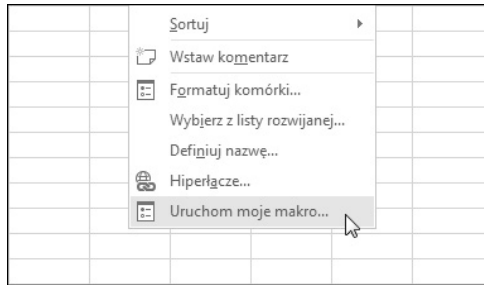 Sortuj
Wstaw komentarz
Formatuj komórki...
Wybierz z listy rozwijanej...
Definiuj nazwę...
Hiperłącze...
Uruchom moje makro...